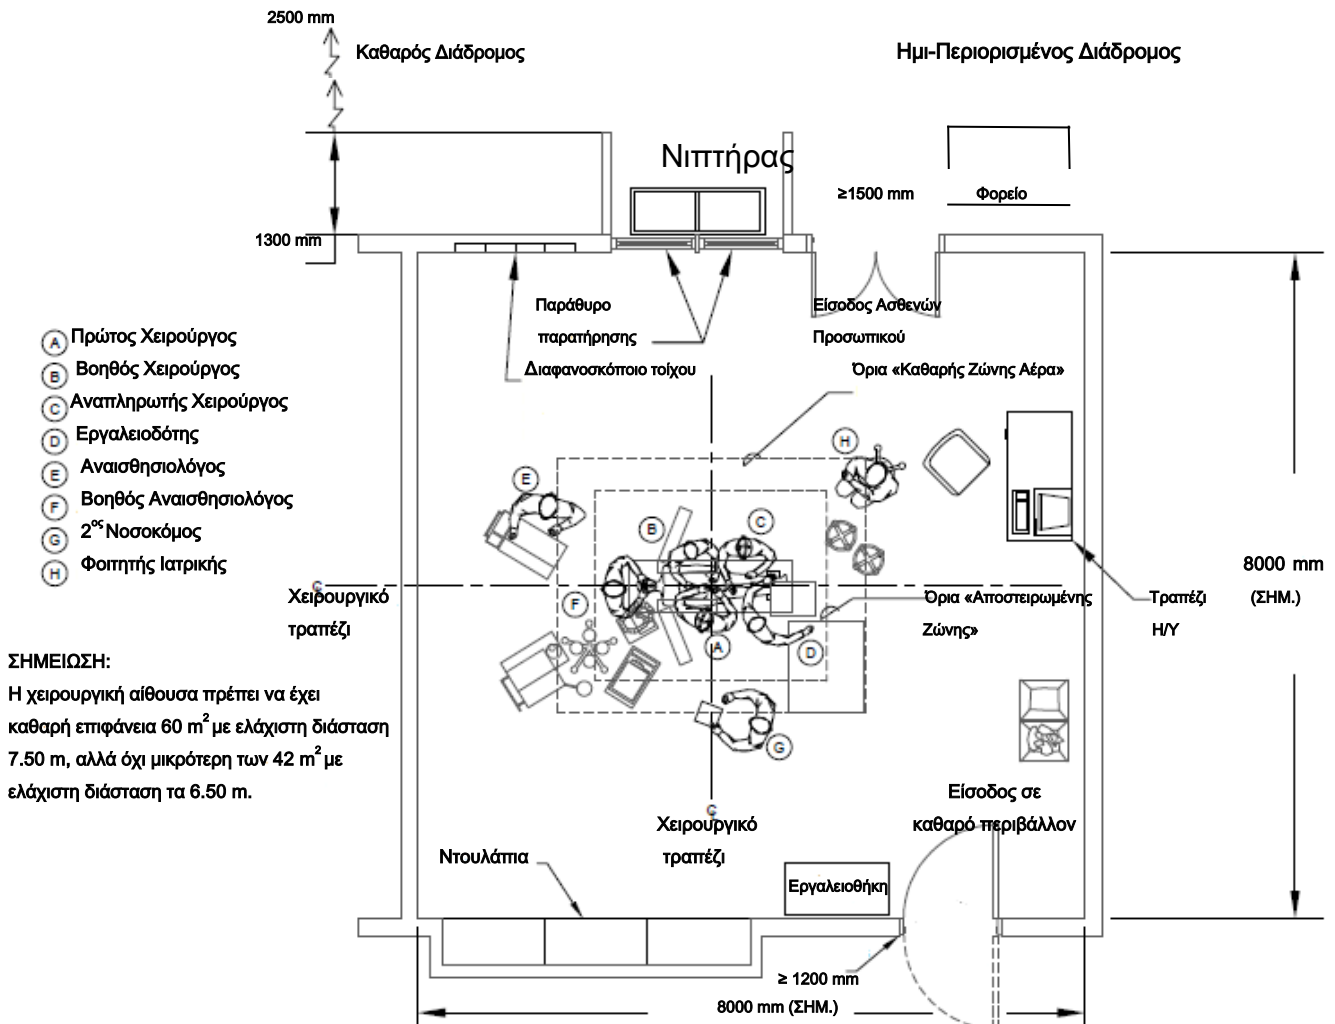 2500 mm
Καθαρός Διάδρομος
Ημι-Περιορισμένος Διάδρομος
Νιπτήρας
≥1500 mm
Φορείο
1300 mm
Παράθυρο
παρατήρησης
Διαφανοσκόποιο τοίχου
Είσοδος Ασθενών
Προσωπικού
Όρια «Καθαρής Ζώνης Αέρα»
A Πρώτος Χειρούργος
B Βοηθός Χειρούργος
C Αναπληρωτής Χειρούργος
D Εργαλειοδότης
E Αναισθησιολόγος
F Βοηθός Αναισθησιολόγος
G 2ος Νοσοκόμος
H Φοιτητής Ιατρικής
H
E
B
C
F
A
D
G
Χειρουργικό
τραπέζι
Όρια «Αποστειρωμένης
Ζώνης»
Τραπέζι
Η/Υ
8000 mm
(ΣΗΜ.)
ΣΗΜΕΙΩΣΗ:
Η χειρουργική αίθουσα πρέπει να έχει
καθαρή επιφάνεια 60 m² με ελάχιστη διάσταση
7.50 m, αλλά όχι μικρότερη των 42 m² με
ελάχιστη διάσταση τα 6.50 m.
Χειρουργικό
τραπέζι
Είσοδος σε
καθαρό περιβάλλον
Ντουλάπια
Εργαλειοθήκη
≥ 1200 mm
8000 mm (ΣΗΜ.)